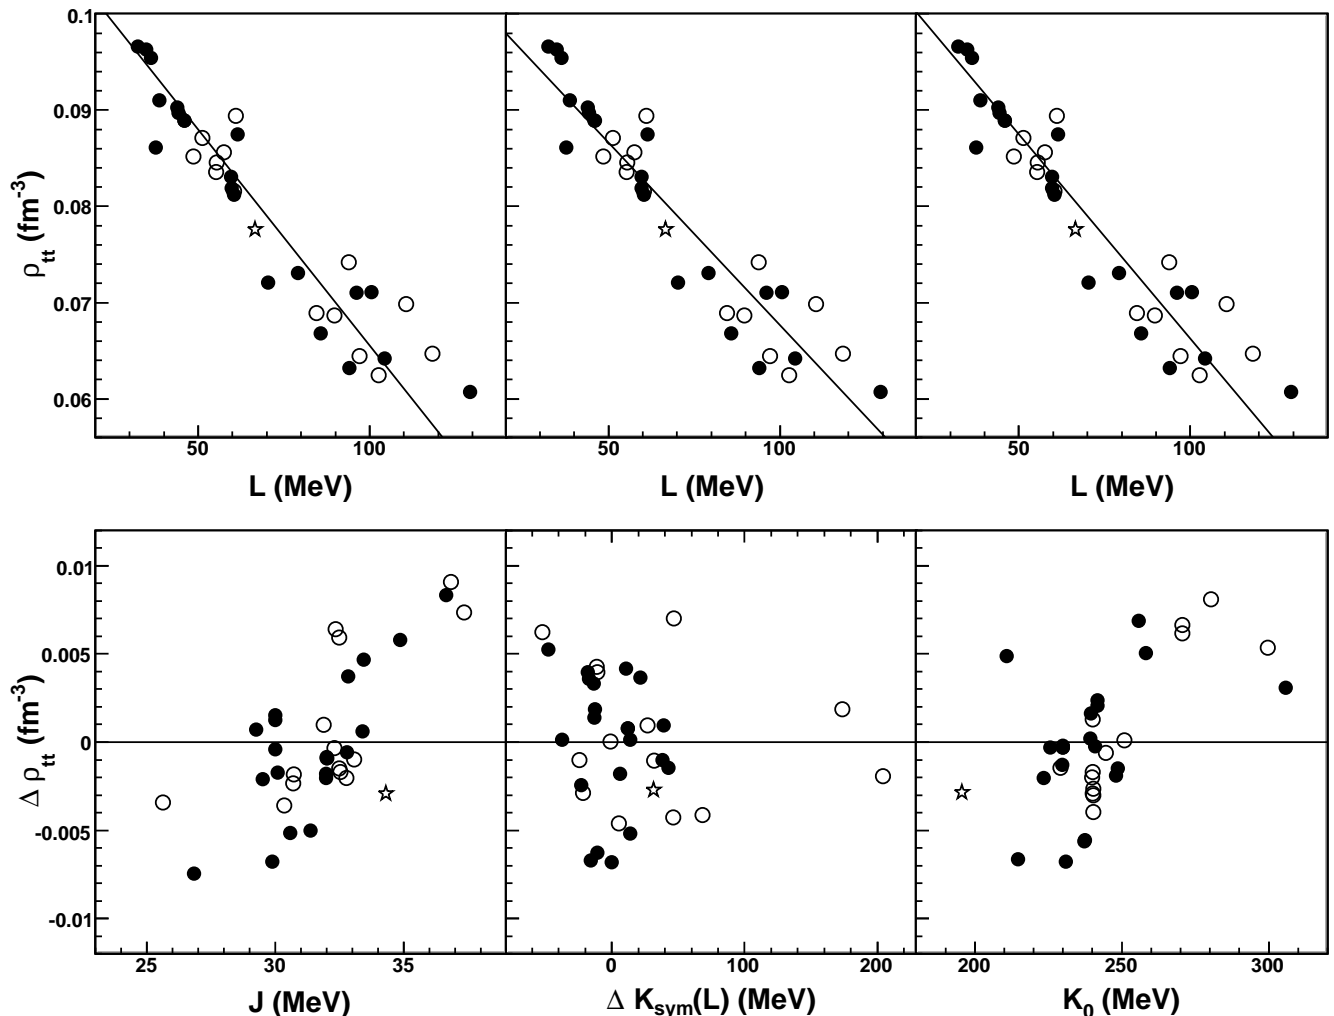 0.1
0.09
0.08
0.07
0.06
ρtt (fm-3)
50 100 50 100 50 100
L (MeV) L (MeV) L (MeV)
0.01
0.005
0
-0.005
-0.01
Δ ρtt (fm-3)
25 30 35 0 100 200 200 250 300
J (MeV) Δ Ksym(L) (MeV) K0 (MeV)